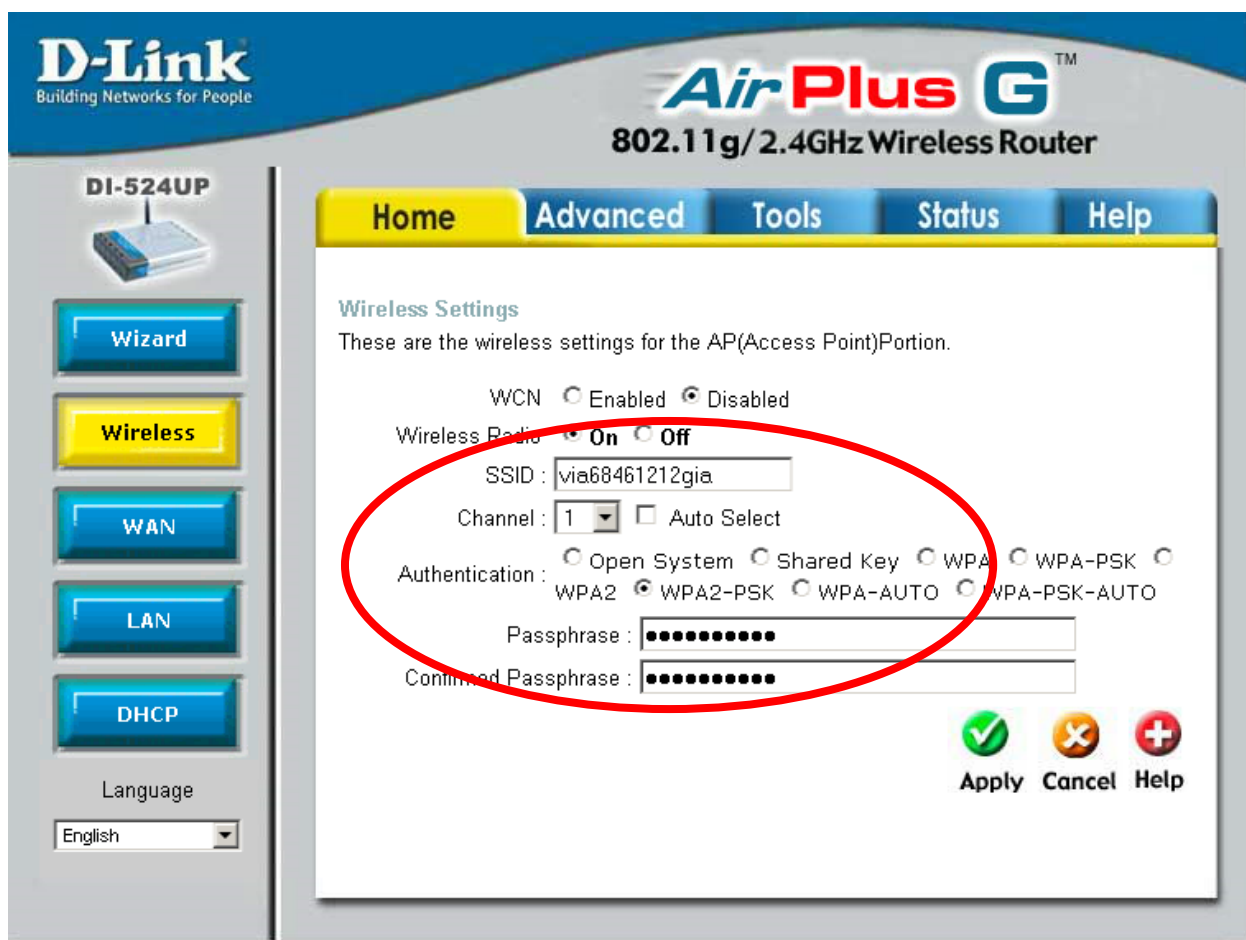 D-Link
Building Networks for People
AirPlus G™
802.11g/2.4GHz Wireless Router
DI-524UP
Home Advanced Tools Status Help
Wizard
Wireless
WAN
LAN
DHCP
Language
English
Wireless Settings
These are the wireless settings for the AP(Access Point)Portion.
WCN Enabled Disabled
Wireless Radio On Off
SSID : via68461212gia
Channel : 1 Auto Select
Authentication : Open System Shared Key WPA WPA-PSK
WPA2 WPA2-PSK WPA-AUTO WPA-PSK-AUTO
Passphrase : ●●●●●●●●●●
Confirmed Passphrase : ●●●●●●●●●●
Apply Cancel Help